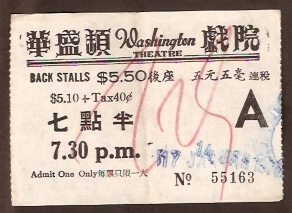 華盛頓 Washington 戲院
THEATRE
BACK STALLS $5.50 後座 五元五毫 連稅
$5.10 + Tax 40¢
七點半
A
7.30 p.m.
Admit One Only 每票只限一人 № 55163